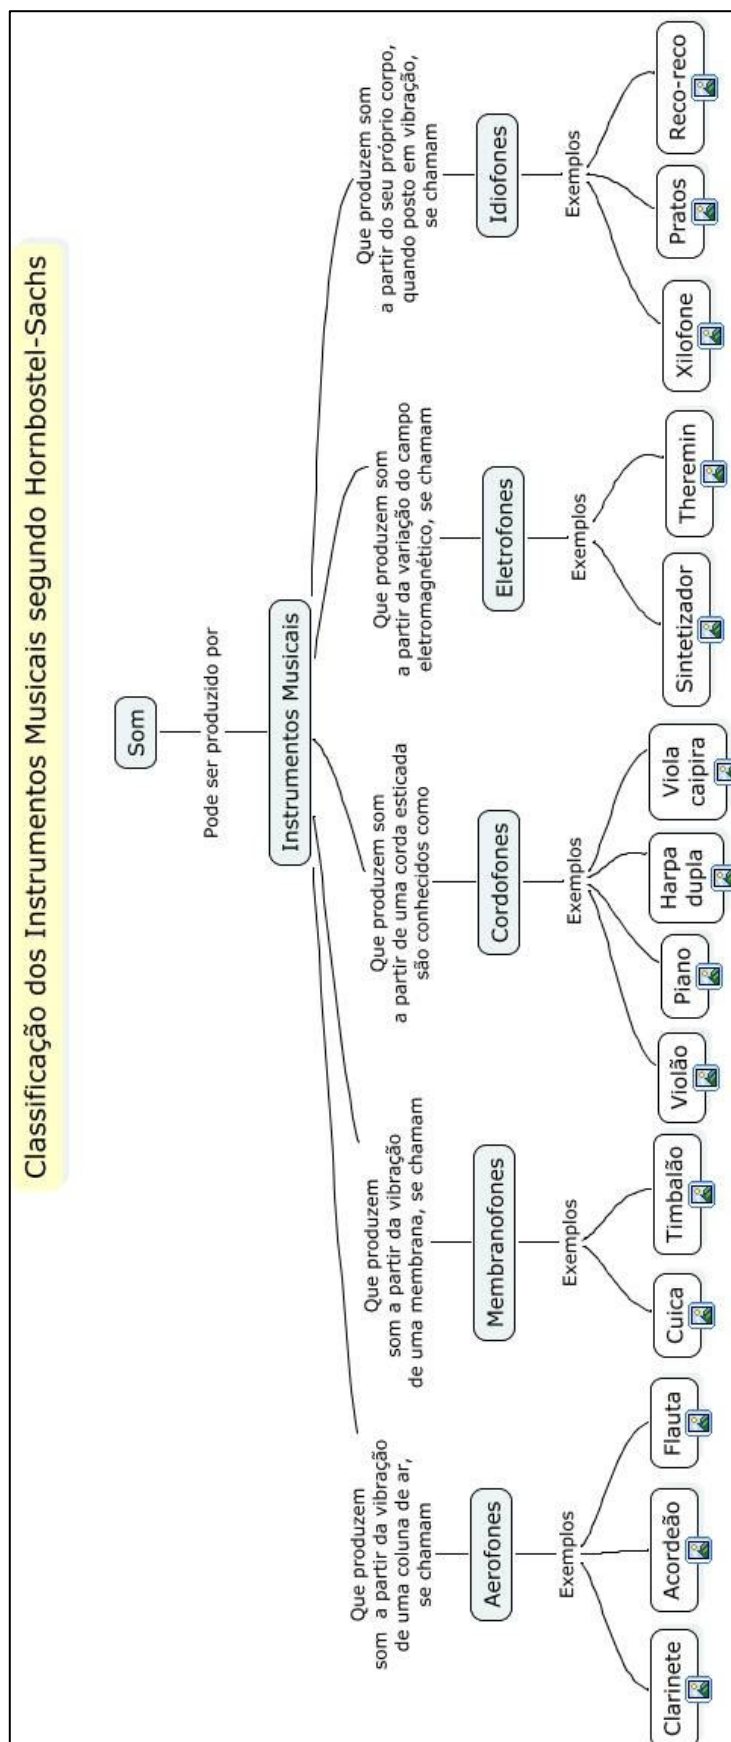 Classificação dos Instrumentos Musicais segundo Hornbostel-Sachs
Som
Pode ser produzido por
Instrumentos Musicais
Que produzem
som a partir da vibração
de uma coluna de ar,
se chamam
Aerofones
Exemplos
Clarinete
Acordeão
Flauta
Que produzem
som a partir da vibração
de uma membrana, se chamam
Membranofones
Exemplos
Cuica
Timbalão
Que produzem som
a partir de uma corda esticada
são conhecidos como
Cordofones
Exemplos
Violão
Piano
Harpa
dupla
Viola
caipira
Que produzem som
a partir da variação do campo
eletromagnético, se chamam
Eletrofones
Exemplos
Sintetizador
Theremin
Que produzem som
a partir do seu próprio corpo,
quando posto em vibração,
se chamam
Idiofones
Exemplos
Xilofone
Pratos
Reco-reco